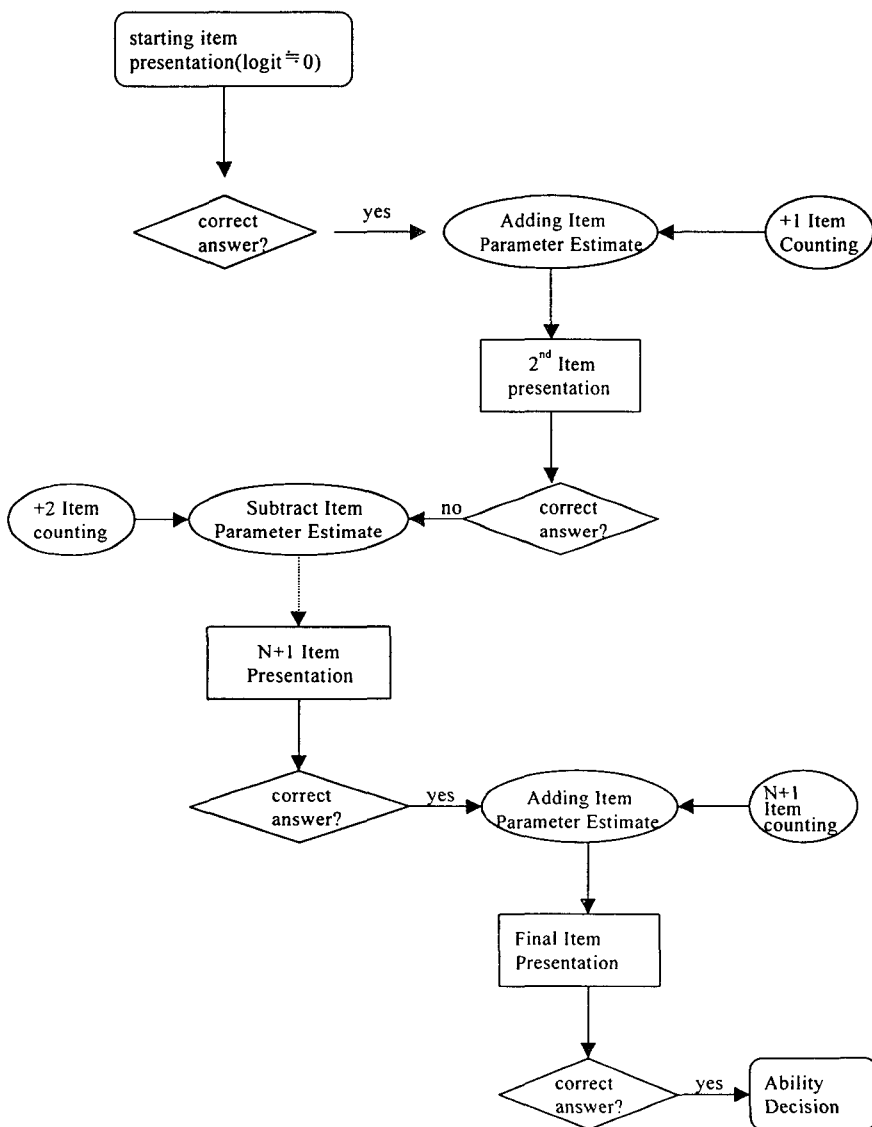 starting item
presentation(logit≒0)
correct
answer?
yes
Adding Item
Parameter Estimate
+1 Item
Counting
2nd Item
presentation
correct
answer?
no
Subtract Item
Parameter Estimate
+2 Item
counting
N+1 Item
Presentation
correct
answer?
yes
Adding Item
Parameter Estimate
N+1
Item
counting
Final Item
Presentation
correct
answer?
yes
Ability
Decision